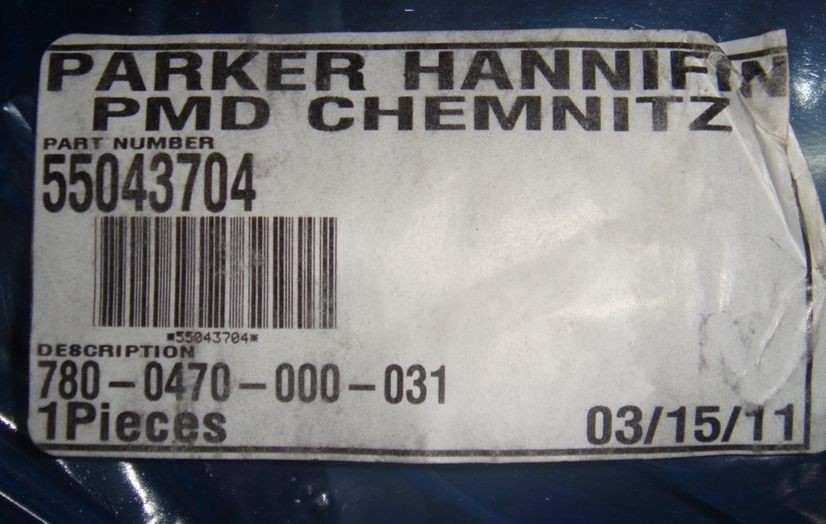 PARKER HANNIFIN
PMD CHEMNITZ
PART NUMBER
55043704
*55043704*
DESCRIPTION
780-0470-000-031
1Pieces
03/15/11